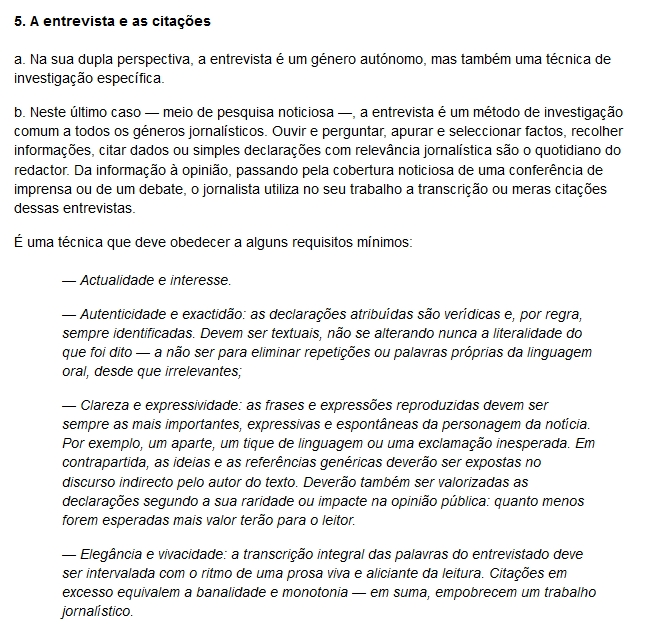 5. A entrevista e as citações
a. Na sua dupla perspectiva, a entrevista é um género autónomo, mas também uma técnica de
investigação específica.
b. Neste último caso — meio de pesquisa noticiosa —, a entrevista é um método de investigação
comum a todos os géneros jornalísticos. Ouvir e perguntar, apurar e seleccionar factos, recolher
informações, citar dados ou simples declarações com relevância jornalística são o quotidiano do
redactor. Da informação à opinião, passando pela cobertura noticiosa de uma conferência de
imprensa ou de um debate, o jornalista utiliza no seu trabalho a transcrição ou meras citações
dessas entrevistas.
É uma técnica que deve obedecer a alguns requisitos mínimos:
— Actualidade e interesse.
— Autenticidade e exactidão: as declarações atribuídas são verídicas e, por regra,
sempre identificadas. Devem ser textuais, não se alterando nunca a literalidade do
que foi dito — a não ser para eliminar repetições ou palavras próprias da linguagem
oral, desde que irrelevantes;
— Clareza e expressividade: as frases e expressões reproduzidas devem ser
sempre as mais importantes, expressivas e espontâneas da personagem da notícia.
Por exemplo, um aparte, um tique de linguagem ou uma exclamação inesperada. Em
contrapartida, as ideias e as referências genéricas deverão ser expostas no
discurso indirecto pelo autor do texto. Deverão também ser valorizadas as
declarações segundo a sua raridade ou impacte na opinião pública: quanto menos
forem esperadas mais valor terão para o leitor.
— Elegância e vivacidade: a transcrição integral das palavras do entrevistado deve
ser intervalada com o ritmo de uma prosa viva e aliciante da leitura. Citações em
excesso equivalem a banalidade e monotonia — em suma, empobrecem um trabalho
jornalístico.